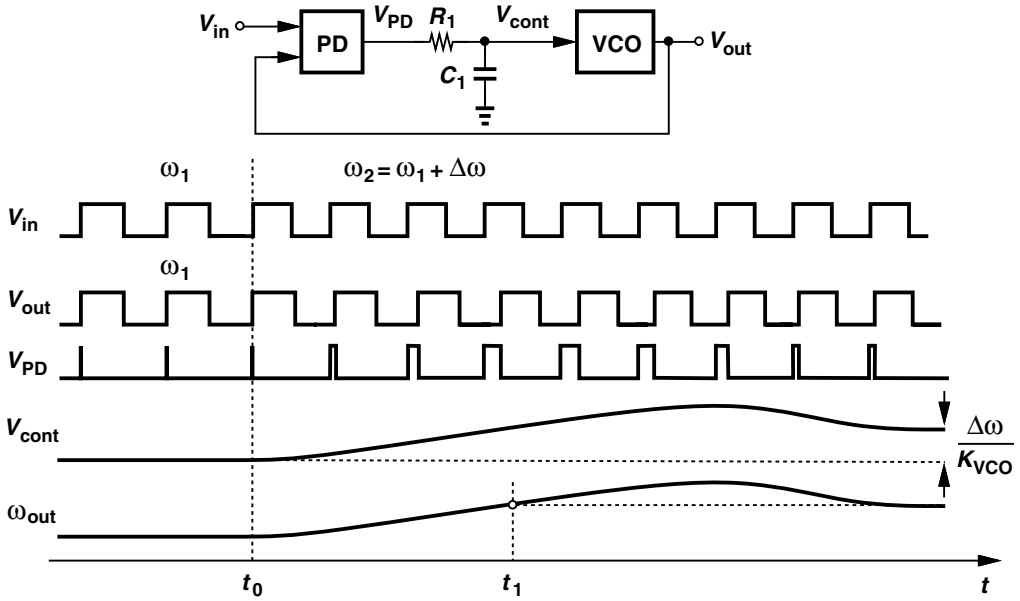 V_PD R_1 V_cont
V_in PD VCO V_out
C_1
ω_1 ω_2 = ω_1 + Δω
V_in
ω_1
V_out
V_PD
V_cont Δω
K_VCO
ω_out
t_0 t_1 t